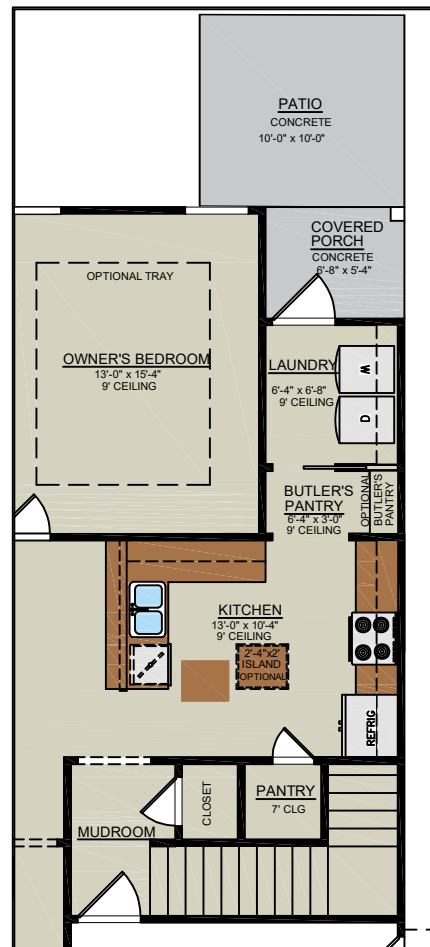 PATIO
CONCRETE
10'-0" x 10'-0"
COVERED
PORCH
CONCRETE
6'-8" x 5'-4"
OPTIONAL TRAY
OWNER'S BEDROOM
13'-0" x 15'-4"
9' CEILING
LAUNDRY
6'-4" x 6'-8"
9' CEILING
W
D
BUTLER'S
PANTRY
6'-4" x 3'-0"
9' CEILING
OPTIONAL
BUTLER'S
PANTRY
KITCHEN
13'-0" x 10'-4"
9' CEILING
2'-4"x2'
ISLAND
OPTIONAL
REFRIG
PANTRY
7' CLG
CLOSET
MUDROOM